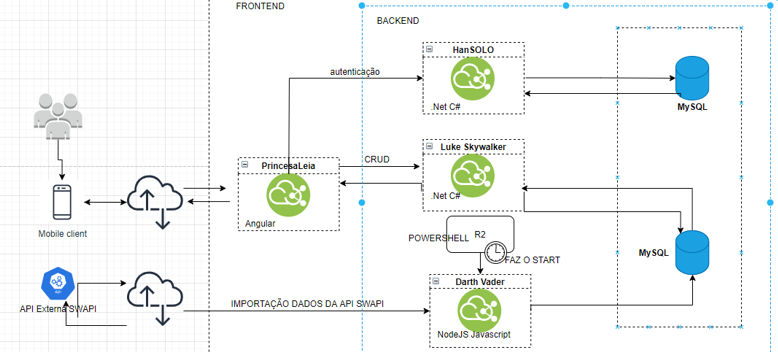 FRONTEND
BACKEND
HanSOLO
autenticação
.Net C#
MySQL
PrincesaLeia
CRUD
Luke Skywalker
.Net C#
Angular
Mobile client
POWERSHELL
R2
FAZ O START
MySQL
API Externa SWAPI
API
IMPORTAÇÃO DADOS DA API SWAPI
Darth Vader
NodeJS Javascript